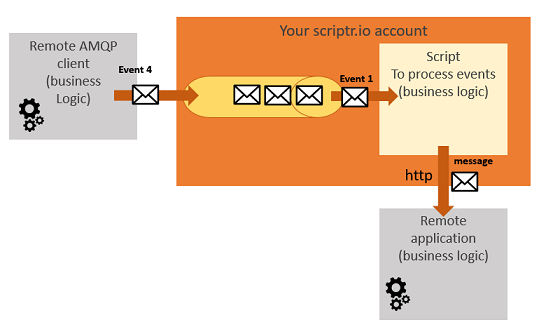 Your scriptr.io account
Remote AMQP
client
(business
Logic)
Event 4
Event 1
Script
To process events
(business logic)
http
message
Remote
application
(business logic)